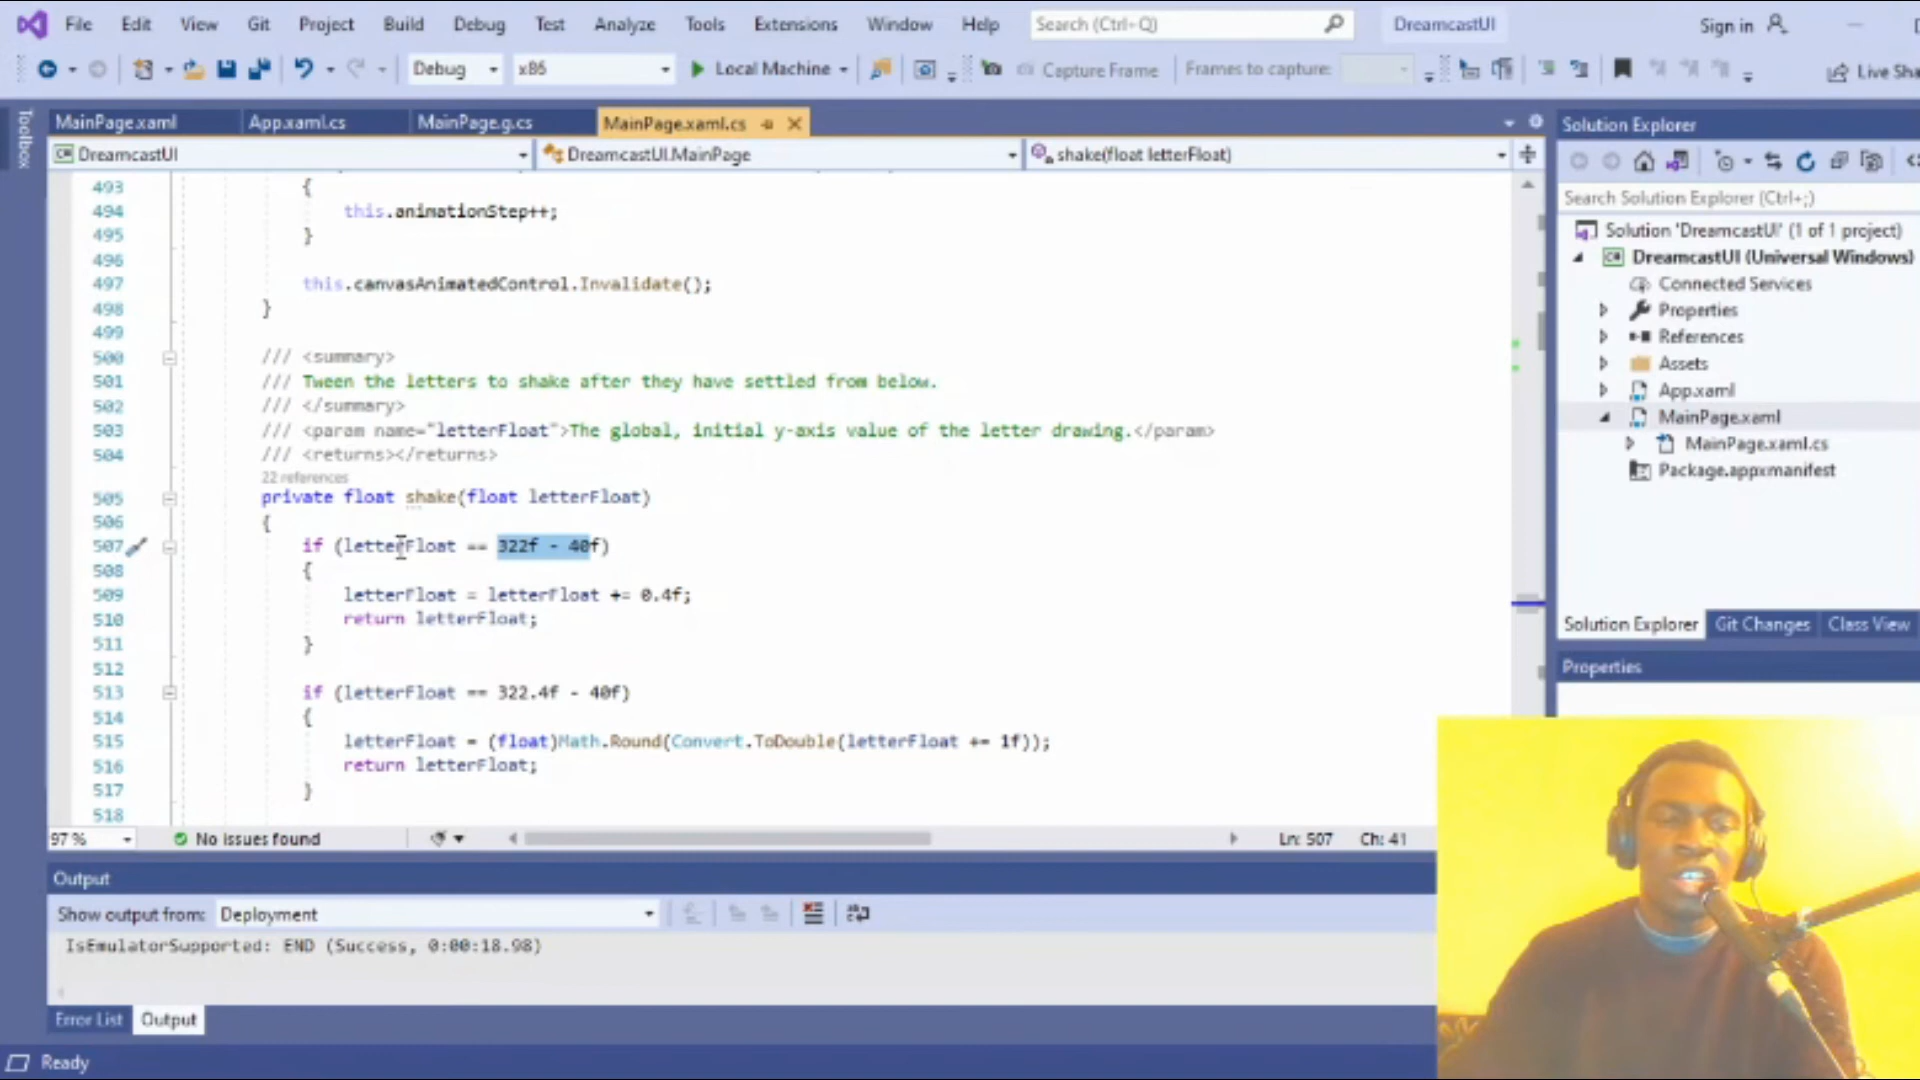 File Edit View Git Project Build Debug Test Analyze Tools Extensions Window Help Search (Ctrl+Q) DreamcastUI Sign in
Debug x86 Local Machine Capture Frame Frames to capture: Live Sha
Toolbox
MainPage.xaml App.xaml.cs MainPage.g.cs MainPage.xaml.cs
DreamcastUI DreamcastUI.MainPage shake(float letterFloat)
493 {
494 this.animationStep++;
495 }
496
497 this.canvasAnimatedControl.Invalidate();
498 }
499
500 /// <summary>
501 /// Tween the letters to shake after they have settled from below.
502 /// </summary>
503 /// <param name="letterFloat">The global, initial y-axis value of the letter drawing.</param>
504 /// <returns></returns>
22 references
505 private float shake(float letterFloat)
506 {
507 if (letterFloat == 322f - 40f)
508 {
509 letterFloat = letterFloat += 0.4f;
510 return letterFloat;
511 }
512
513 if (letterFloat == 322.4f - 40f)
514 {
515 letterFloat = (float)Math.Round(Convert.ToDouble(letterFloat += 1f));
516 return letterFloat;
517 }
518
97 % No issues found Ln: 507 Ch: 41
Output
Show output from: Deployment
IsEmulatorSupported: END (Success, 0:00:18.98)
Error List Output
Ready
Solution Explorer
Search Solution Explorer (Ctrl+;)
Solution 'DreamcastUI' (1 of 1 project)
DreamcastUI (Universal Windows)
Connected Services
Properties
References
Assets
App.xaml
MainPage.xaml
MainPage.xaml.cs
Package.appxmanifest
Solution Explorer Git Changes Class View
Properties